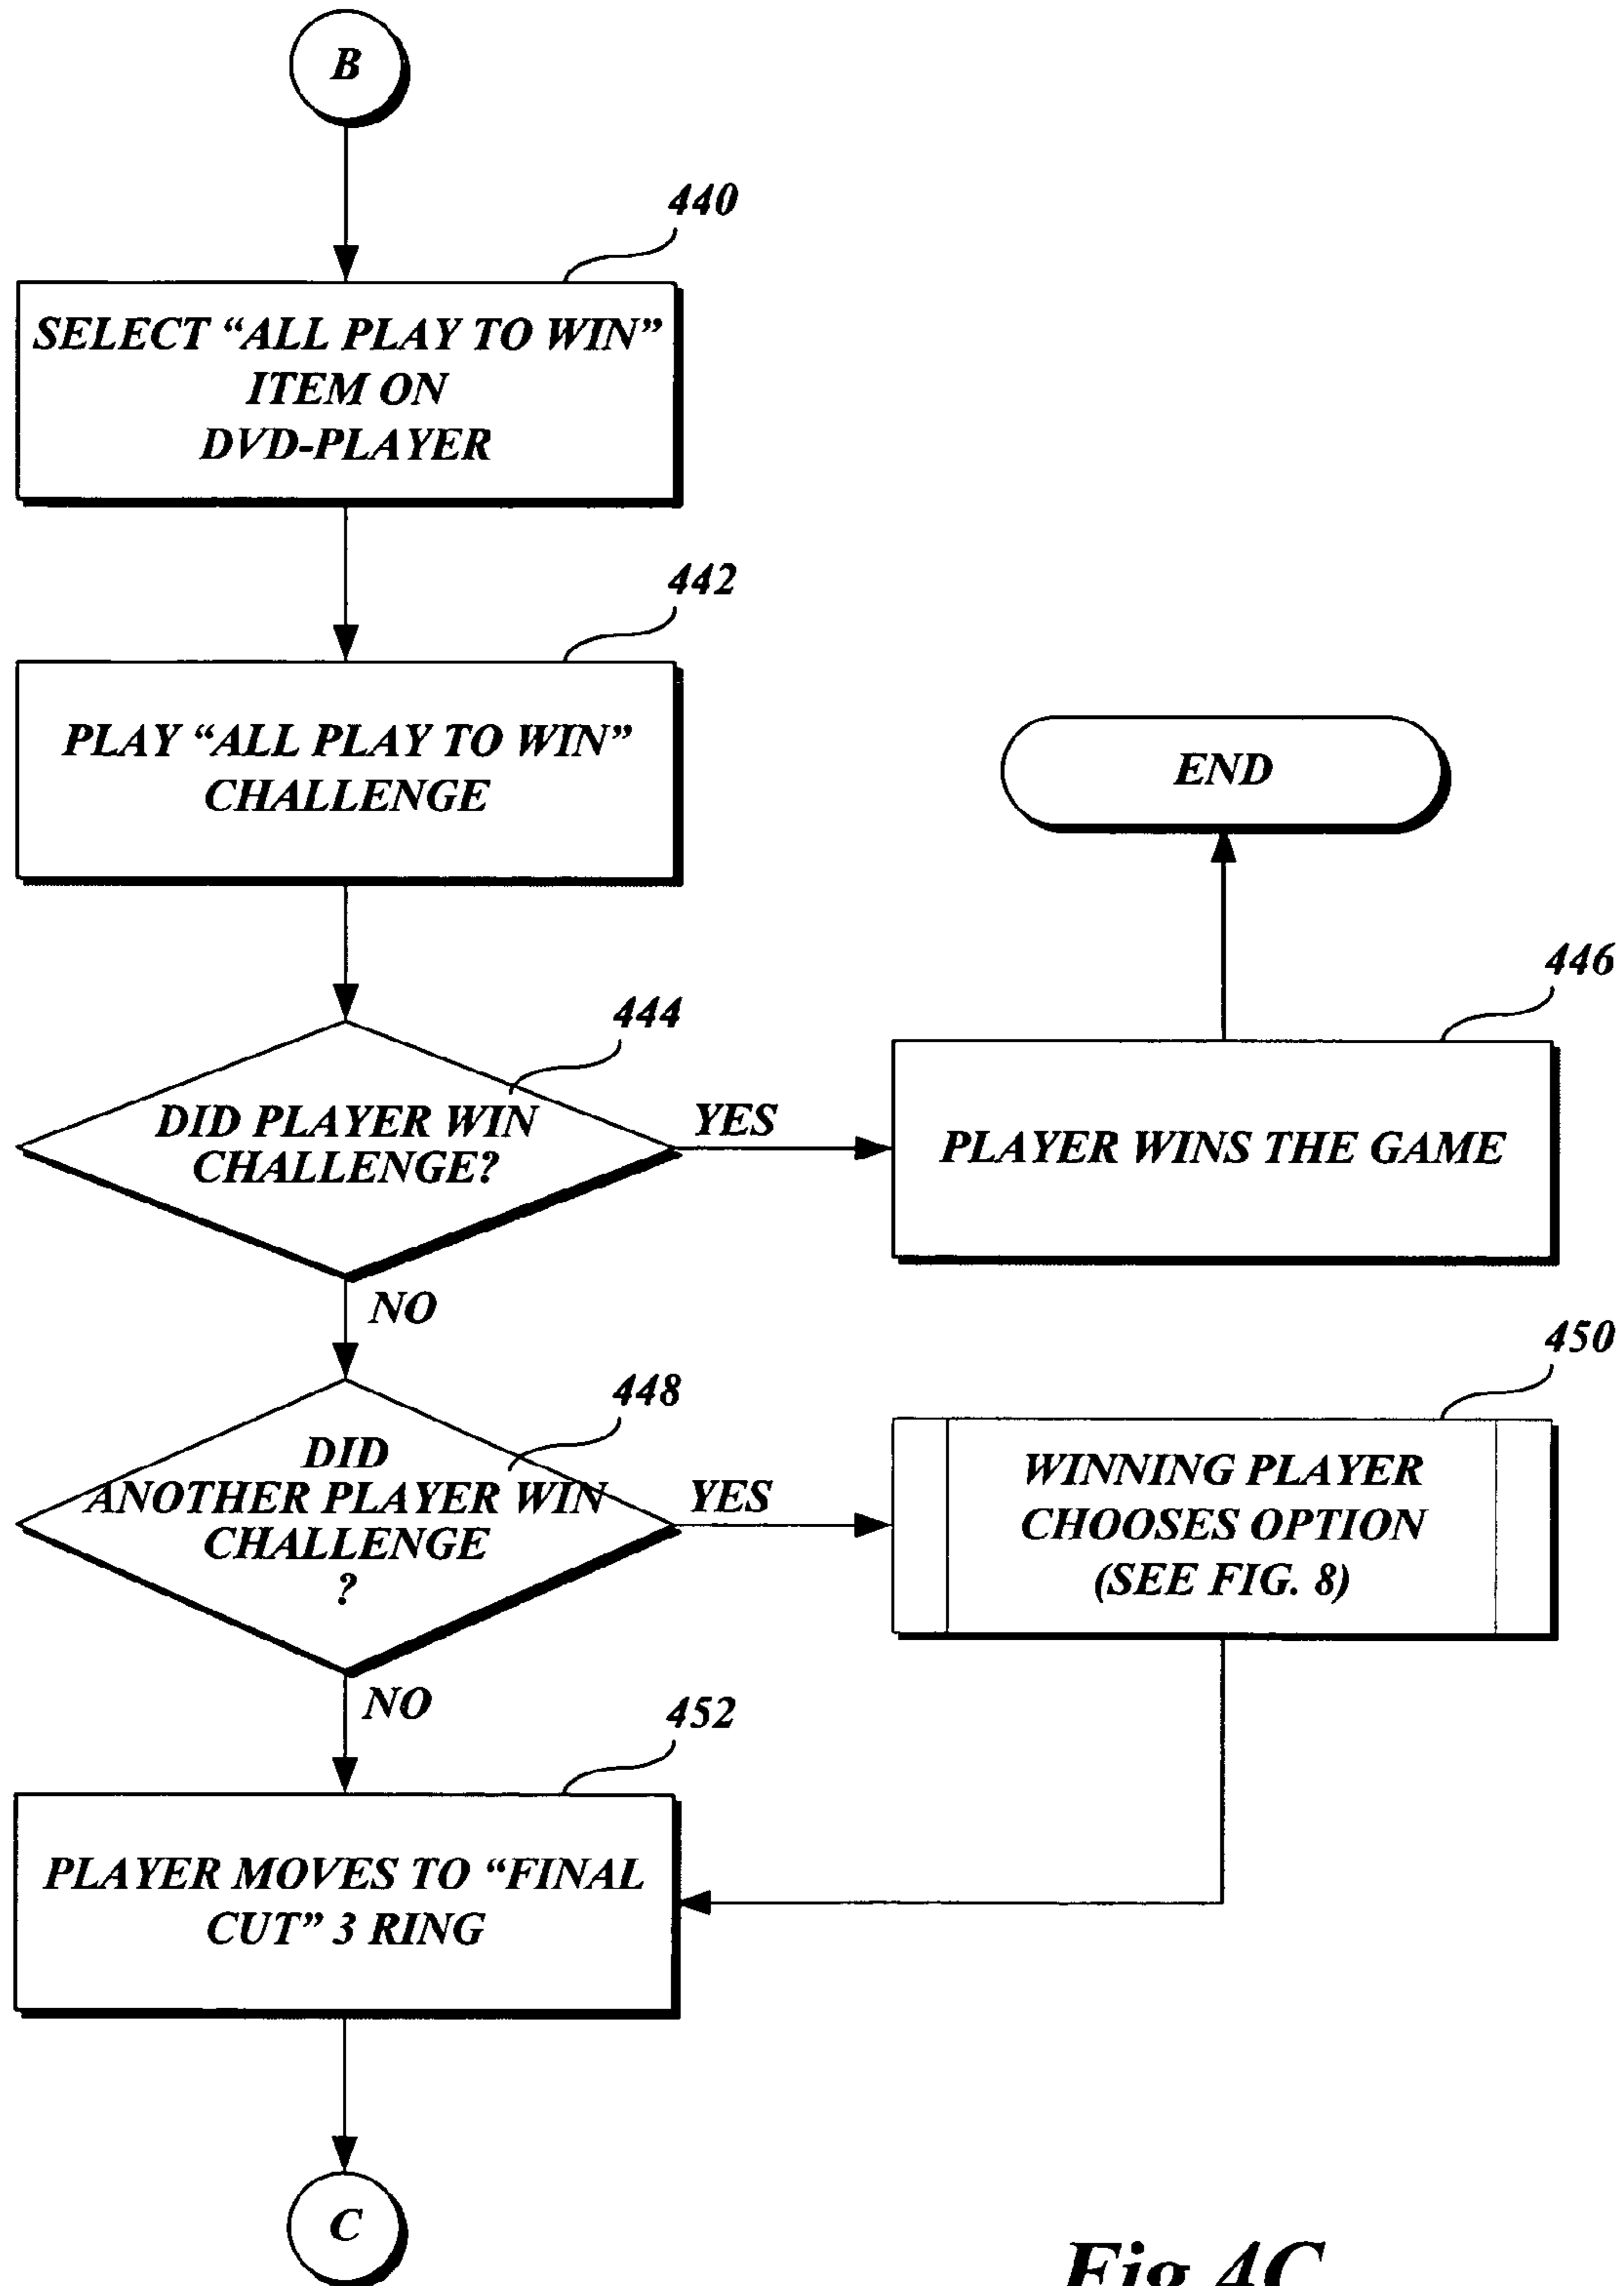 B
440
SELECT “ALL PLAY TO WIN”
ITEM ON
DVD-PLAYER
442
PLAY “ALL PLAY TO WIN”
CHALLENGE
END
444
DID PLAYER WIN
CHALLENGE?
YES
446
PLAYER WINS THE GAME
NO
448
DID
ANOTHER PLAYER WIN
CHALLENGE
?
YES
450
WINNING PLAYER
CHOOSES OPTION
(SEE FIG. 8)
NO
452
PLAYER MOVES TO “FINAL
CUT” 3 RING
C
Fig.4C